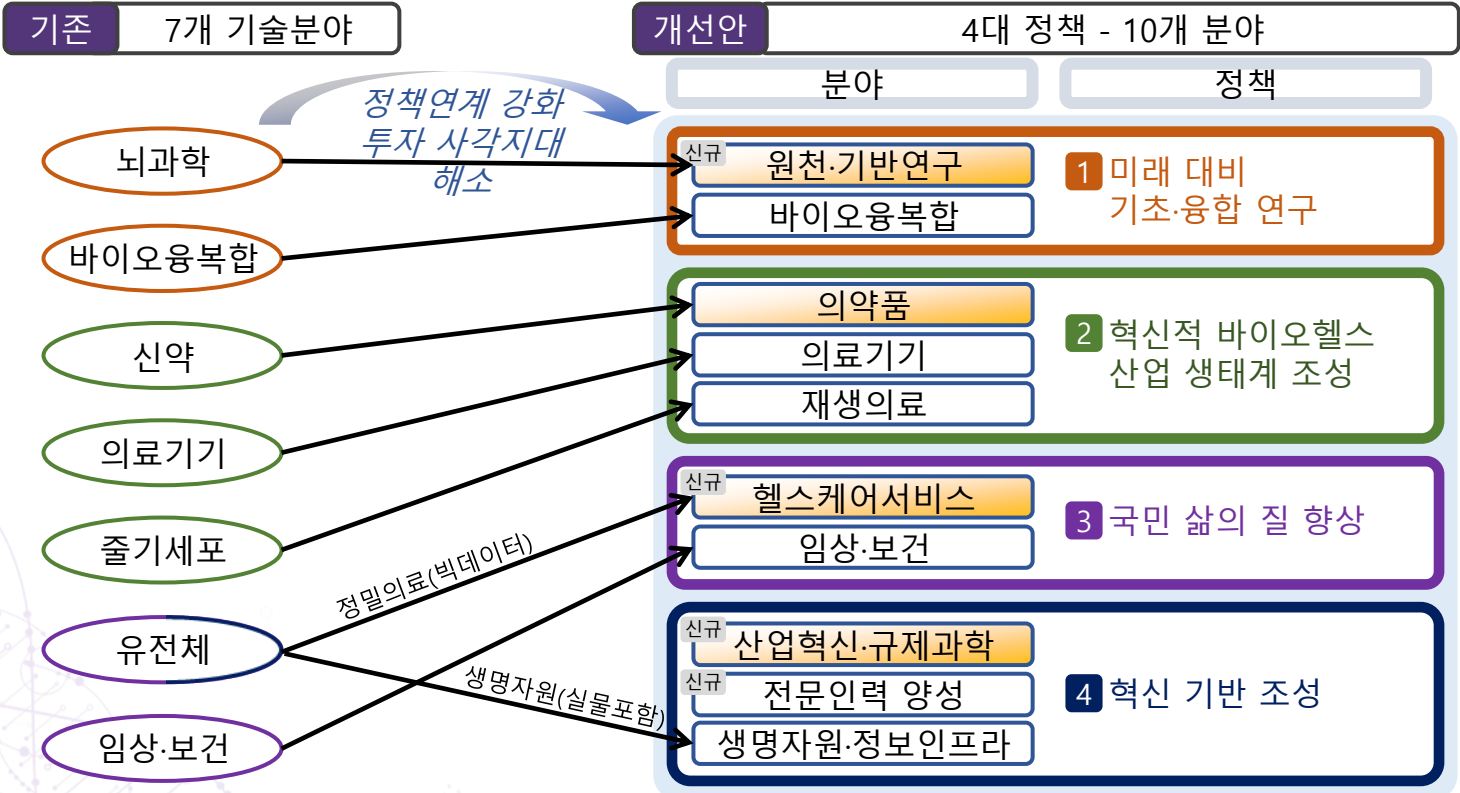 기존
7개 기술분야
개선안
4대 정책 - 10개 분야
분야
정책
정책연계 강화
투자 사각지대
해소
뇌과학
바이오융복합
신약
의료기기
줄기세포
유전체
임상·보건
정밀의료(빅데이터)
생명자원(실물포함)
신규
원천·기반연구
바이오융복합
1 미래 대비
기초·융합 연구
의약품
의료기기
재생의료
2 혁신적 바이오헬스
산업 생태계 조성
신규
헬스케어서비스
임상·보건
3 국민 삶의 질 향상
신규
산업혁신·규제과학
신규
전문인력 양성
생명자원·정보인프라
4 혁신 기반 조성